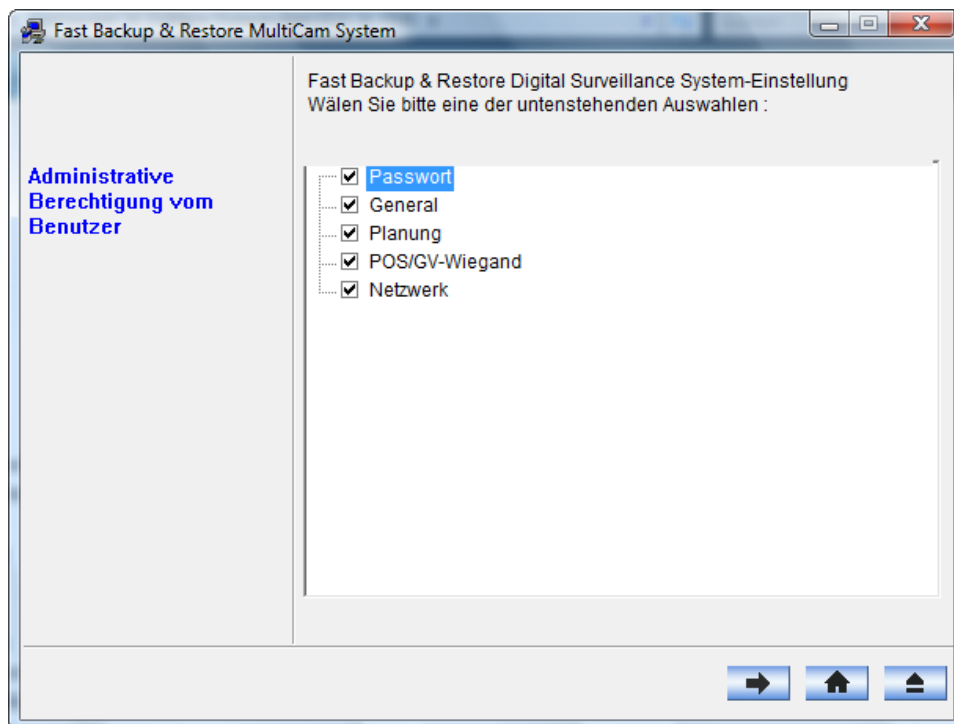 Fast Backup & Restore MultiCam System
Fast Backup & Restore Digital Surveillance System-Einstellung
Wälen Sie bitte eine der untenstehenden Auswahlen :
Administrative
Berechtigung vom
Benutzer
Passwort
General
Planung
POS/GV-Wiegand
Netzwerk